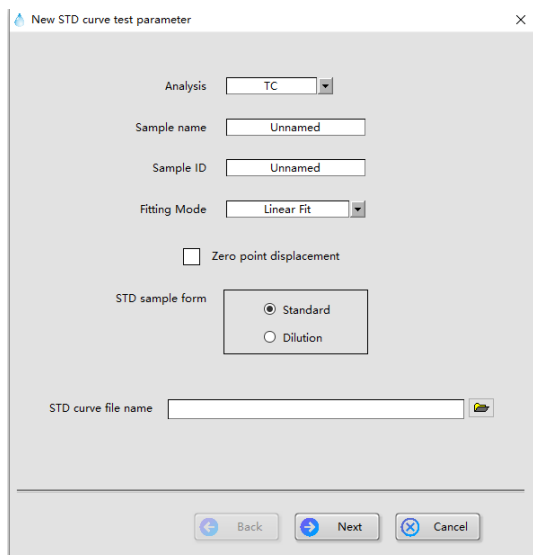 New STD curve test parameter
Analysis TC
Sample name Unnamed
Sample ID Unnamed
Fitting Mode Linear Fit
Zero point displacement
STD sample form
Standard
Dilution
STD curve file name
Back Next Cancel